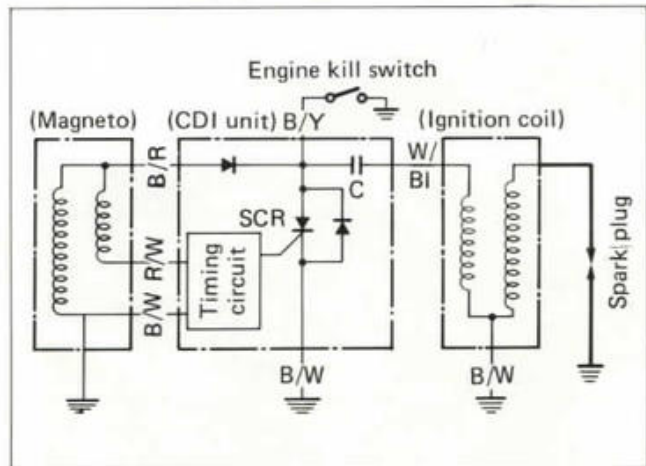 Engine kill switch
(Magneto)
(CDI unit)
B/Y
(Ignition coil)
B/R
W/
Bl
C
SCR
R/W
Timing
circuit
B/W
Spark plug
B/W
B/W